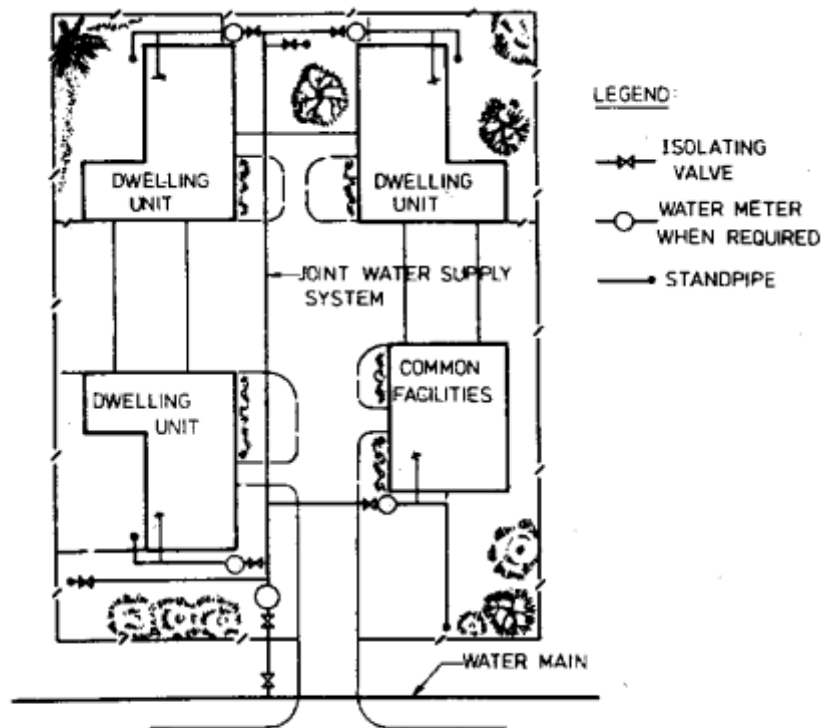 LEGEND:
ISOLATING
VALVE
WATER METER
WHEN REQUIRED
STANDPIPE
DWELLING
UNIT
DWELLING
UNIT
JOINT WATER SUPPLY
SYSTEM
DWELLING
UNIT
COMMON
FACILITIES
WATER MAIN